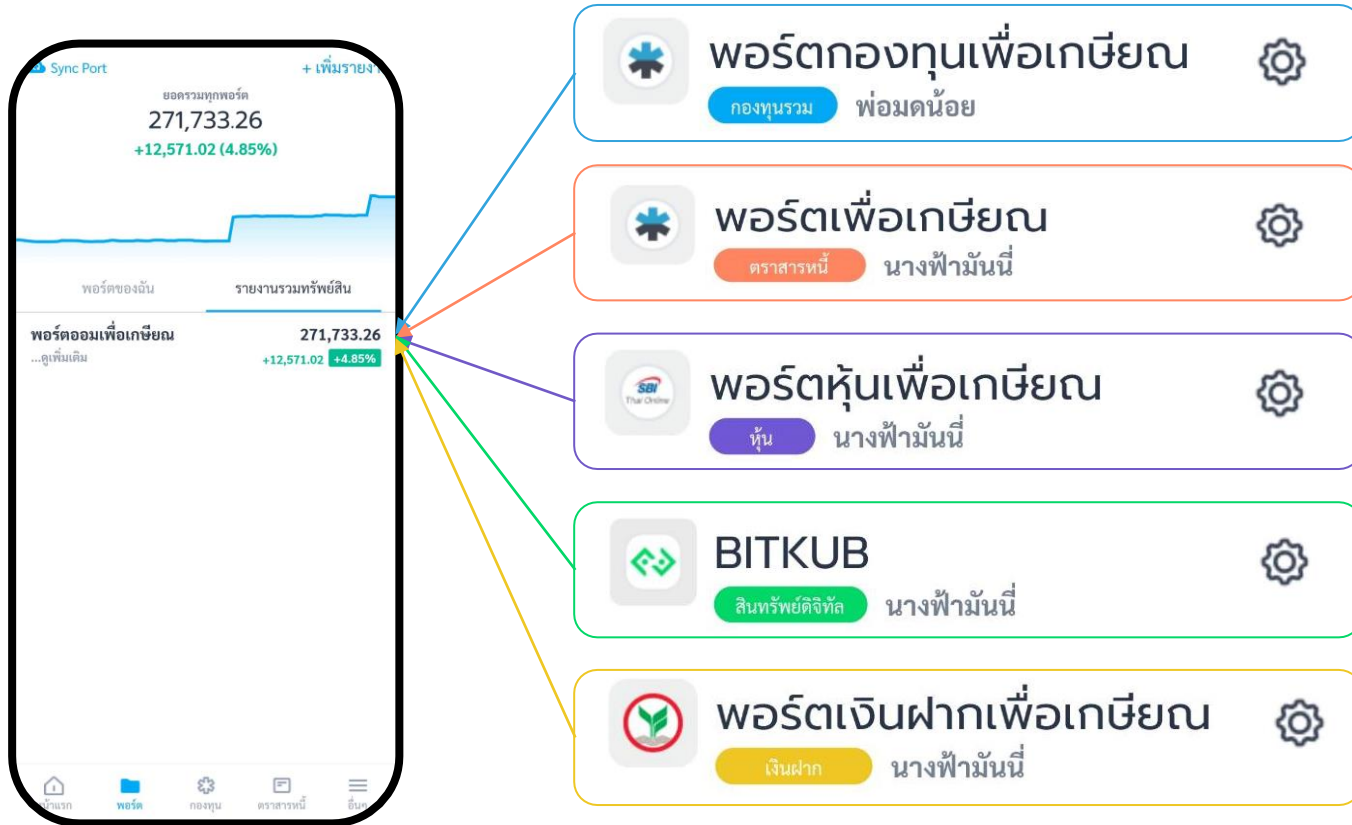 Sync Port
+ เพิ่มรายงา
ยอดรวมทุกพอร์ต
271,733.26
+12,571.02 (4.85%)
พอร์ตของฉัน
รายงานรวมทรัพย์สิน
พอร์ตออมเพื่อเกษียณ
271,733.26
...ดูเพิ่มเติม
+12,571.02 +4.85%
หน้าแรก
พอร์ต
กองทุน
ตราสารหนี้
อื่นๆ
พอร์ตกองทุนเพื่อเกษียณ
กองทุนรวม พ่อมดน้อย
พอร์ตเพื่อเกษียณ
ตราสารหนี้ นางฟ้ามันนี่
SBI
Thai Online
พอร์ตหุ้นเพื่อเกษียณ
หุ้น นางฟ้ามันนี่
BITKUB
สินทรัพย์ดิจิทัล นางฟ้ามันนี่
พอร์ตเงินฝากเพื่อเกษียณ
เงินฝาก นางฟ้ามันนี่